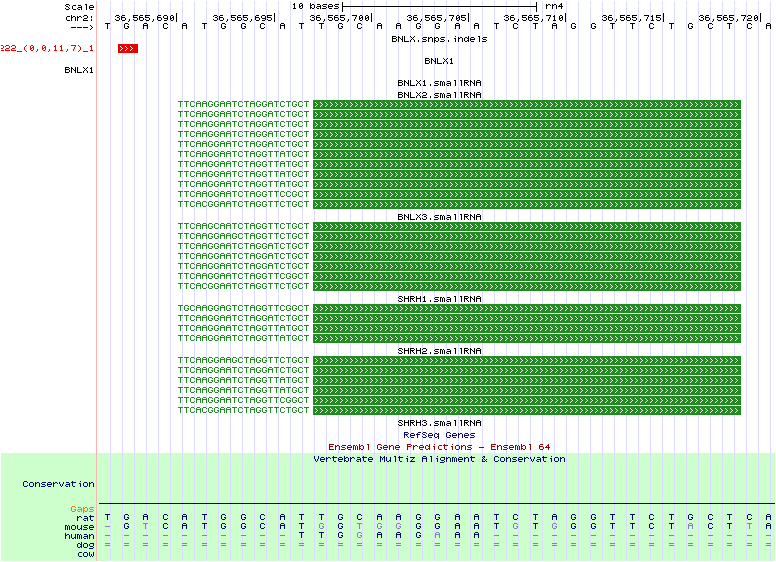 Scale 10 bases rn4
chr2: 36,565,690 36,565,695 36,565,700 36,565,705 36,565,710 36,565,715 36,565,720
---> T G A C A T G G C A T T G C A A G G A A T C T A G G T T C T G C T C A
BNLX.snps.indels
222_(0,0,11,7)_1
BNLX1
BNLX1
BNLX1.smallRNA
BNLX2.smallRNA
TTCAAGGAATCTAGGATCTGCT
TTCAAGGAATCTAGGATCTGCT
TTCAAGGAATCTAGGATCTGCT
TTCAAGGAATCTAGGATCTGCT
TTCAAGGAATCTAGGATCTGCT
TTCAAGGAATCTAGGTTATGCT
TTCAAGGAATCTAGGTTATGCT
TTCAAGGAATCTAGGTTATGCT
TTCAAGGAATCTAGGTTATGCT
TTCAAGGAATCTAGGTTCCGCT
TTCACGGAATCTAGGTTCTGCT
BNLX3.smallRNA
TTCAAGCAATCTAGGTTCTGCT
TTCAAGGAAGCTAGGTTCTGCT
TTCAAGGAATCTAGGATCTGCT
TTCAAGGAATCTAGGATCTGCT
TTCAAGGAATCTAGGATCTGCT
TTCAAGGAATCTAGGTTCGGCT
TTCACGGAATCTAGGTTCTGCT
SHRH1.smallRNA
TGCAAGGAGTCTAGGTTCGGCT
TTCAAGGAATCTAGGATCTGCT
TTCAAGGAATCTAGGTTATGCT
TTCAAGGAATCTAGGTTATGCT
SHRH2.smallRNA
TTCAAGGAAGCTAGGTTCTGCT
TTCAAGGAATCTAGGATCTGCT
TTCAAGGAATCTAGGTTATGCT
TTCAAGGAATCTAGGTTATGCT
TTCAAGGAATCTAGGTTCGGCT
TTCACGGAATCTAGGTTCTGCT
SHRH3.smallRNA
RefSeq Genes
Ensembl Gene Predictions - Ensembl 64
Vertebrate Multiz Alignment & Conservation
Conservation
Gaps
rat T G A C A T G G C A T T G C A A G G A A T C T A G G T T C T G C T C A
mouse - G T C A T G G C A T G G T G G G G A A T G T G G G T T C T A C T T A
human - - - - - - - - - - T T G G A A G A A A - - - - - - - - - - - - - - -
dog = = = = = = = = = = = = = = = = = = = = = = = = = = = = = = = = = = =
cow